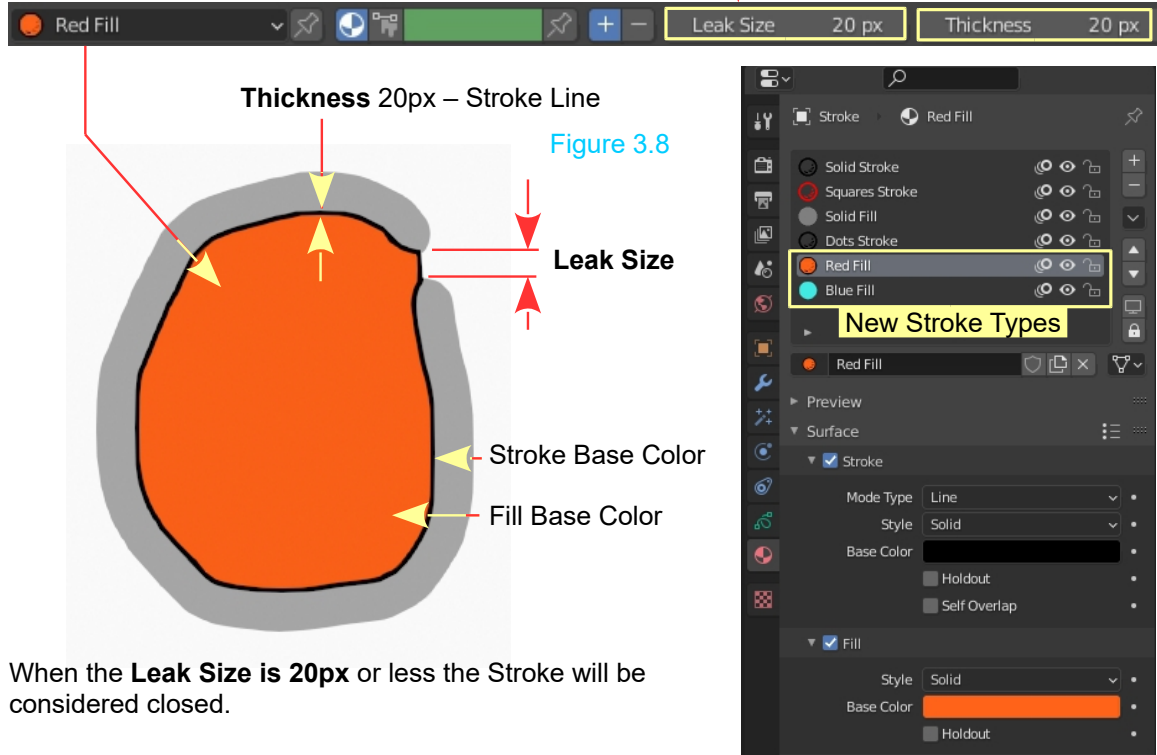 Red Fill
Leak Size 20 px
Thickness 20 px
Thickness 20px – Stroke Line
Figure 3.8
Leak Size
Stroke Base Color
Fill Base Color
When the Leak Size is 20px or less the Stroke will be
considered closed.
Stroke Red Fill
Solid Stroke
Squares Stroke
Solid Fill
Dots Stroke
Red Fill
Blue Fill
New Stroke Types
Red Fill
Preview
Surface
Stroke
Mode Type Line
Style Solid
Base Color
Holdout
Self Overlap
Fill
Style Solid
Base Color
Holdout